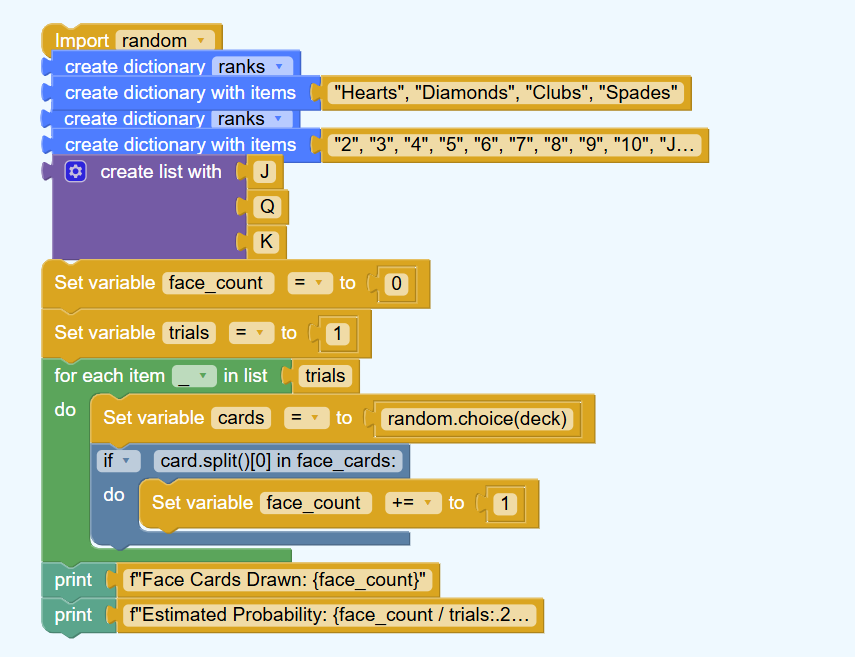 Import random
create dictionary ranks
create dictionary with items "Hearts", "Diamonds", "Clubs", "Spades"
create dictionary ranks
create dictionary with items "2", "3", "4", "5", "6", "7", "8", "9", "10", "J...
create list with J
Q
K
Set variable face_count = to 0
Set variable trials = to 1
for each item _ in list trials
do Set variable cards = to random.choice(deck)
if card.split()[0] in face_cards:
do Set variable face_count += to 1
print f"Face Cards Drawn: {face_count}"
print f"Estimated Probability: {face_count / trials:.2...